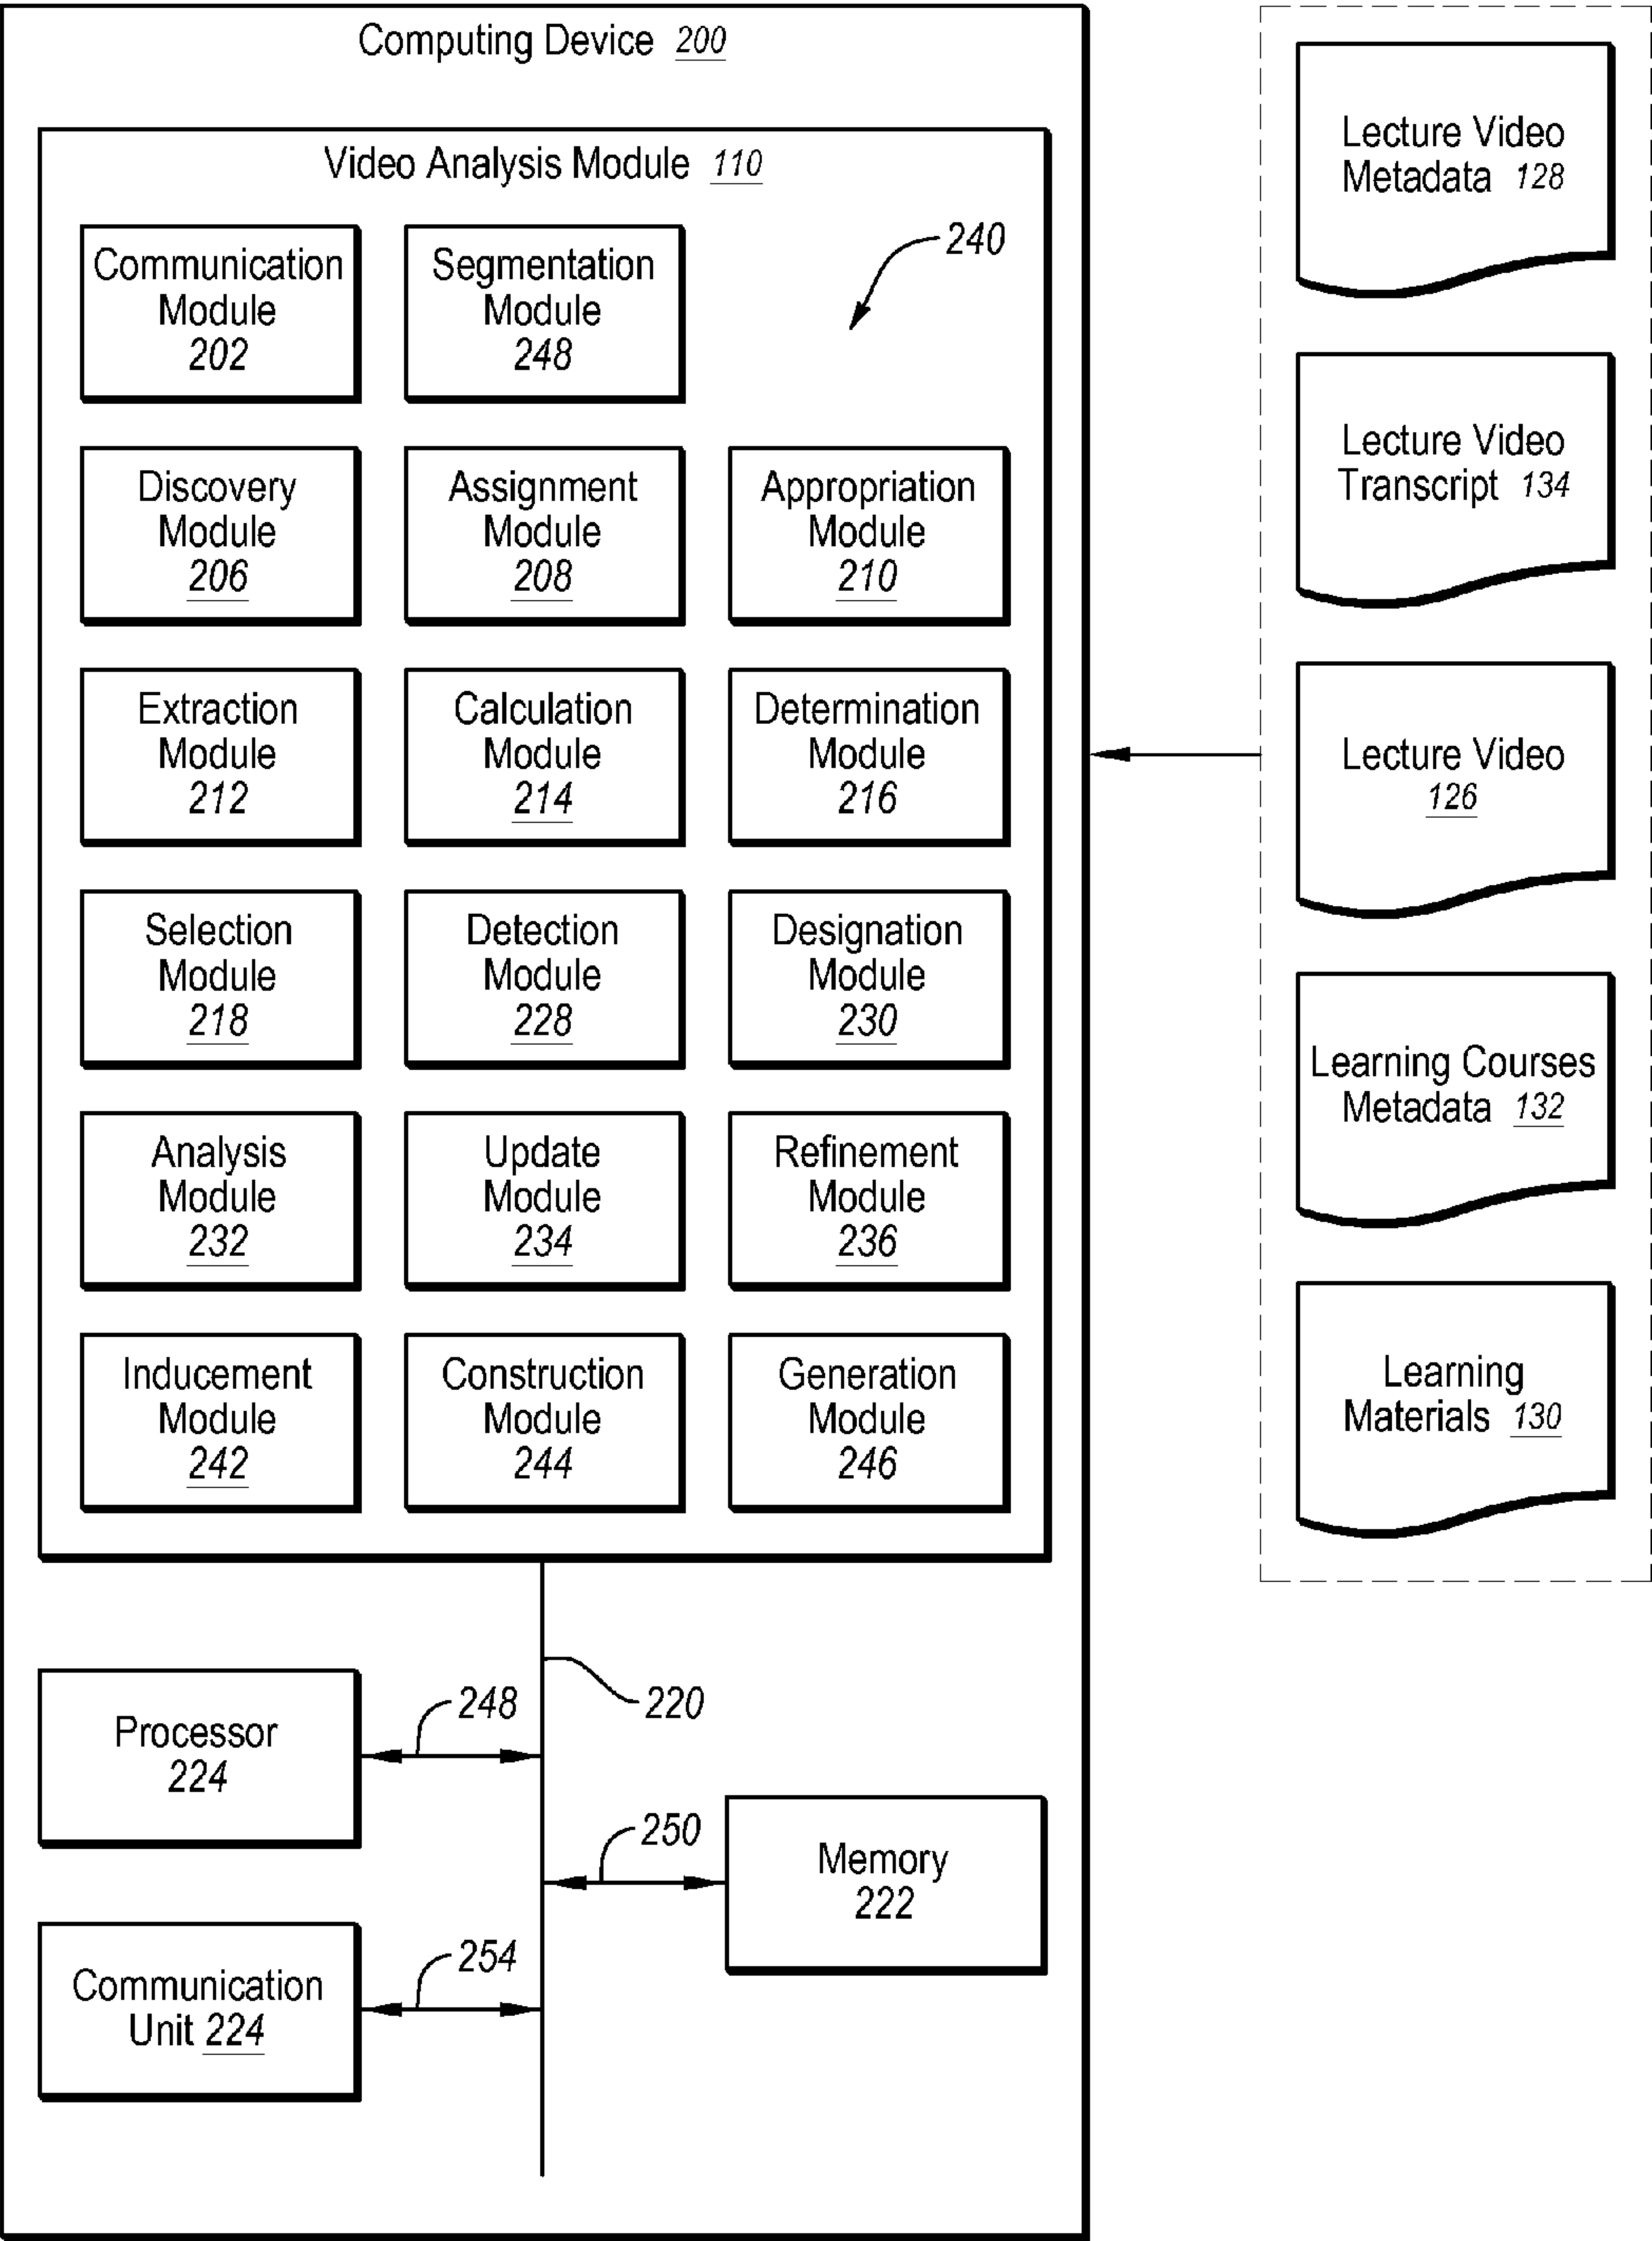 Computing Device 200
Video Analysis Module 110
Communication
Module
202
Segmentation
Module
248
240
Discovery
Module
206
Assignment
Module
208
Appropriation
Module
210
Extraction
Module
212
Calculation
Module
214
Determination
Module
216
Selection
Module
218
Detection
Module
228
Designation
Module
230
Analysis
Module
232
Update
Module
234
Refinement
Module
236
Inducement
Module
242
Construction
Module
244
Generation
Module
246
Processor
224
248
220
250
Memory
222
Communication
Unit 224
254
Lecture Video
Metadata 128
Lecture Video
Transcript 134
Lecture Video
126
Learning Courses
Metadata 132
Learning
Materials 130